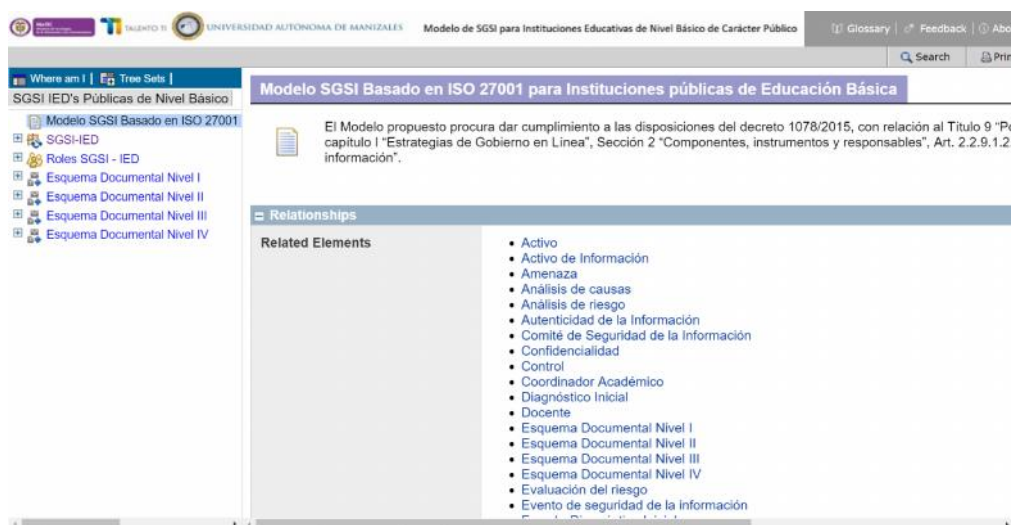 TALENTO TI
UNIVERSIDAD AUTÓNOMA DE MANIZALES
Modelo de SGSI para Instituciones Educativas de Nivel Básico de Carácter Público
Glossary | Feedback | Abo
Search Prin
Where am I | Tree Sets |
SGSI IED's Públicas de Nivel Básico
Modelo SGSI Basado en ISO 27001
SGSI-IED
Roles SGSI - IED
Esquema Documental Nivel I
Esquema Documental Nivel II
Esquema Documental Nivel III
Esquema Documental Nivel IV
Modelo SGSI Basado en ISO 27001 para Instituciones públicas de Educación Básica
El Modelo propuesto procura dar cumplimiento a las disposiciones del decreto 1078/2015, con relación al Título 9 "Po
capítulo I "Estrategias de Gobierno en Línea", Sección 2 "Componentes, instrumentos y responsables", Art. 2.2.9.1.2
información".
Relationships
Related Elements
Activo
Activo de Información
Amenaza
Análisis de causas
Análisis de riesgo
Autenticidad de la Información
Comité de Seguridad de la Información
Confidencialidad
Control
Coordinador Académico
Diagnóstico Inicial
Docente
Esquema Documental Nivel I
Esquema Documental Nivel II
Esquema Documental Nivel III
Esquema Documental Nivel IV
Evaluación del riesgo
Evento de seguridad de la información